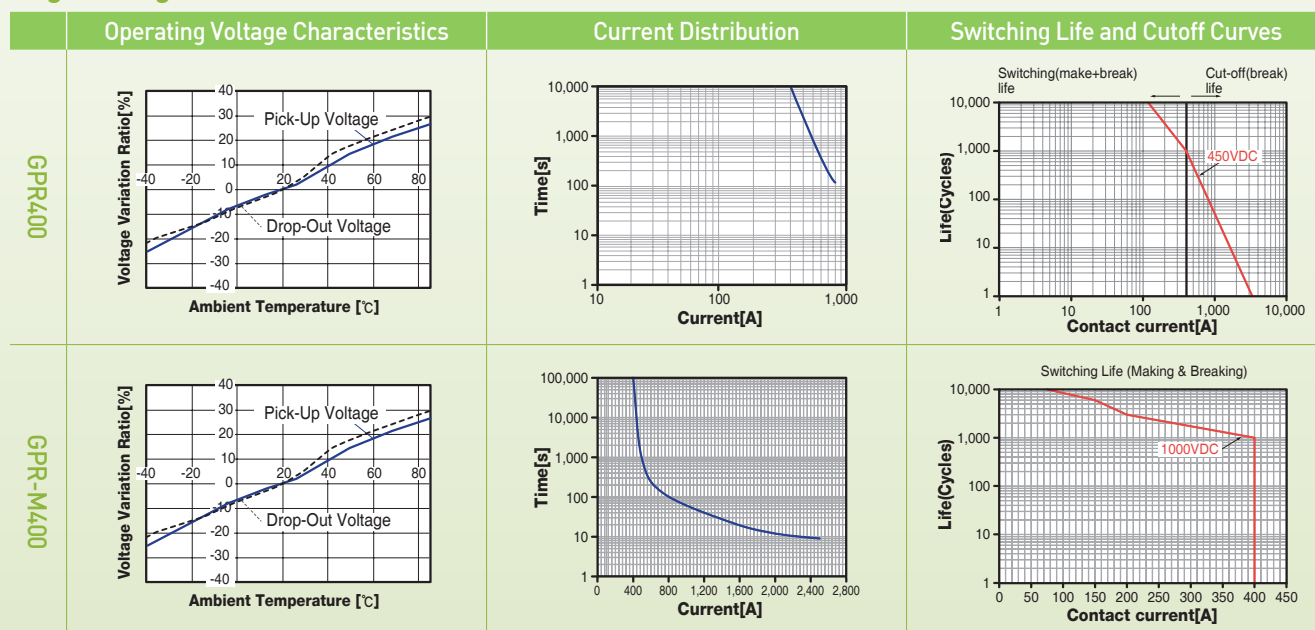 Operating Voltage Characteristics
Current Distribution
Switching Life and Cutoff Curves
GPR400
Voltage Variation Ratio[%]
40
30
20
10
0
-10
-20
-30
-40
-40
-20
0
20
40
60
80
Pick-Up Voltage
Drop-Out Voltage
Ambient Temperature [℃]
Time[s]
10,000
1,000
100
10
1
10
100
1,000
Current[A]
Switching(make+break)
life
Cut-off(break)
life
Life(Cycles)
10,000
1,000
100
10
1
450VDC
1
10
100
1,000
10,000
Contact current[A]
GPR-M400
Voltage Variation Ratio[%]
40
30
20
10
0
-10
-20
-30
-40
-40
-20
0
20
40
60
80
Pick-Up Voltage
Drop-Out Voltage
Ambient Temperature [℃]
Time[s]
100,000
10,000
1,000
100
10
1
0
400
800
1,200
1,600
2,000
2,400
2,800
Current[A]
Switching Life (Making & Breaking)
Life(Cycles)
10,000
1,000
100
10
1
1000VDC
0
50
100
150
200
250
300
350
400
450
Contact current[A]